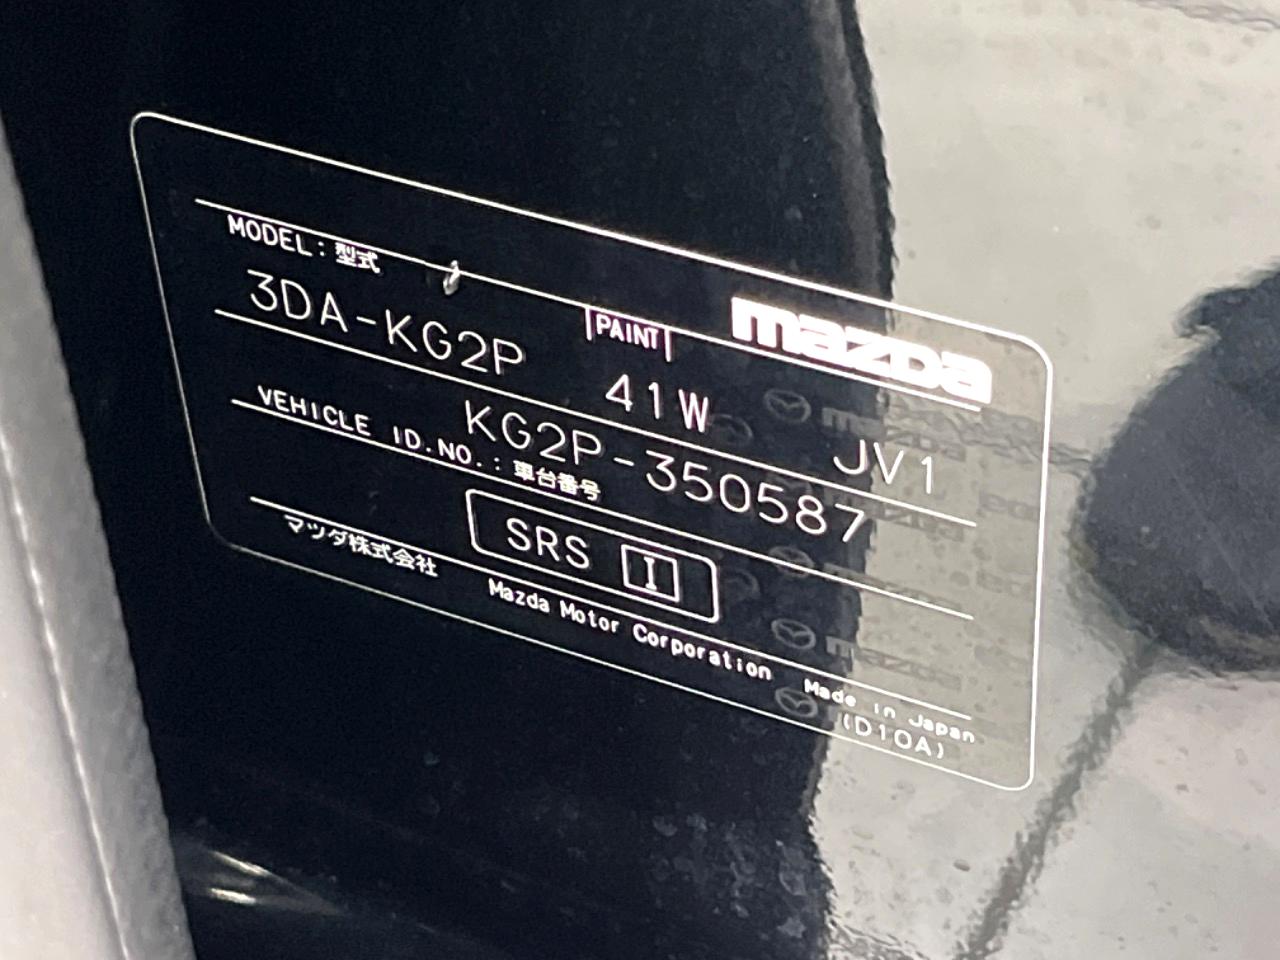 mazda
MODEL:型式
3DA-KG2P
PAINT
41W
JV1
KG2P-350587
VEHICLE ID.NO.:車台番号
SRS I
マツダ株式会社 Mazda Motor Corporation Made in Japan
(D10A)